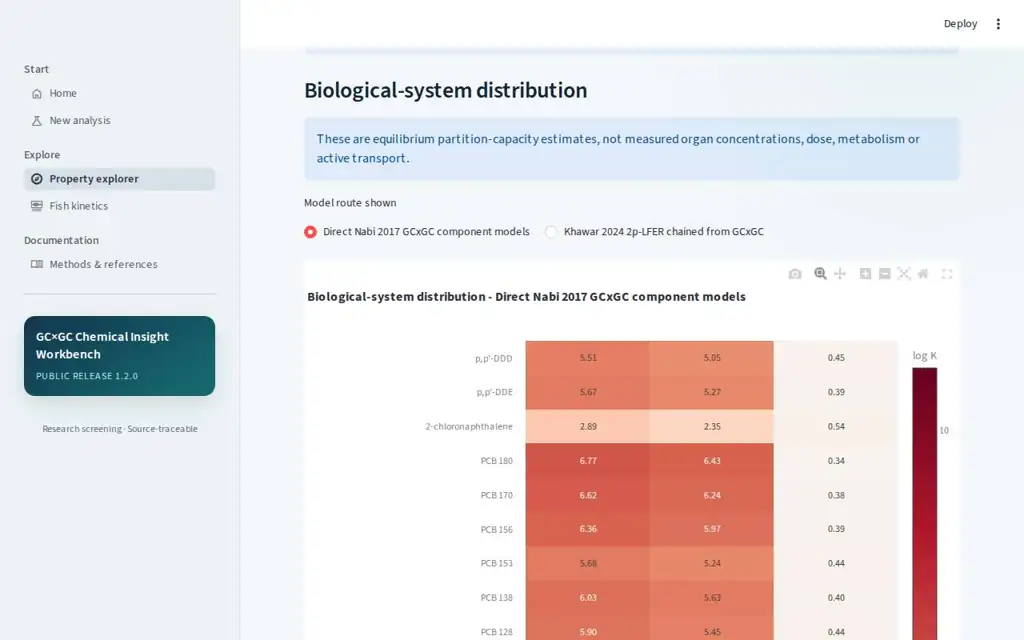 Deploy
Start
Home
New analysis
Explore
Property explorer
Fish kinetics
Documentation
Methods & references
GC×GC Chemical Insight
Workbench
PUBLIC RELEASE 1.2.0
Research screening · Source-traceable
Biological-system distribution
These are equilibrium partition-capacity estimates, not measured organ concentrations, dose, metabolism or
active transport.
Model route shown
Direct Nabi 2017 GCxGC component models
Khawar 2024 2p-LFER chained from GCxGC
Biological-system distribution - Direct Nabi 2017 GCxGC component models
log K
10
p,p'-DDD 5.51 5.05 0.45
p,p'-DDE 5.67 5.27 0.39
2-chloronaphthalene 2.89 2.35 0.54
PCB 180 6.77 6.43 0.34
PCB 170 6.62 6.24 0.38
PCB 156 6.36 5.97 0.39
PCB 153 5.68 5.24 0.44
PCB 138 6.03 5.63 0.40
PCB 128 5.90 5.45 0.44